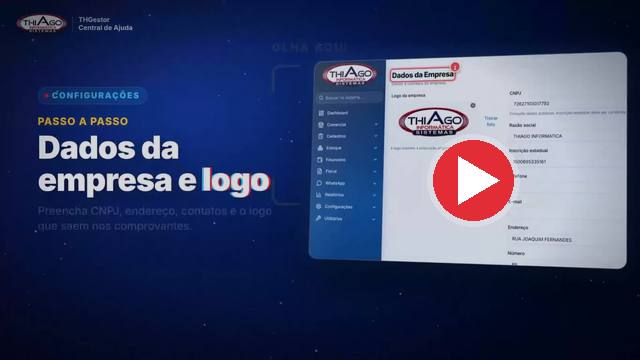 THIAGO
INFORMÁTICA
SISTEMAS
THGestor
Central de Ajuda
OLHA AQUI
CONFIGURAÇÕES
PASSO A PASSO
Dados da
empresa e logo
Preencha CNPJ, endereço, contatos e o logo
que saem nos comprovantes.
THIAGO
INFORMÁTICA
SISTEMAS
Dashboard
Comercial
Cadastros
Estoque
Financeiro
Fiscal
WhatsApp
Relatórios
Configurações
Utilitários
Dados da Empresa
1
Logo da empresa
THIAGO
INFORMÁTICA
SISTEMAS
CNPJ
Razão social
THIAGO INFORMATICA
Inscrição estadual
Endereço
RUA JOAQUIM FERNANDES
Número